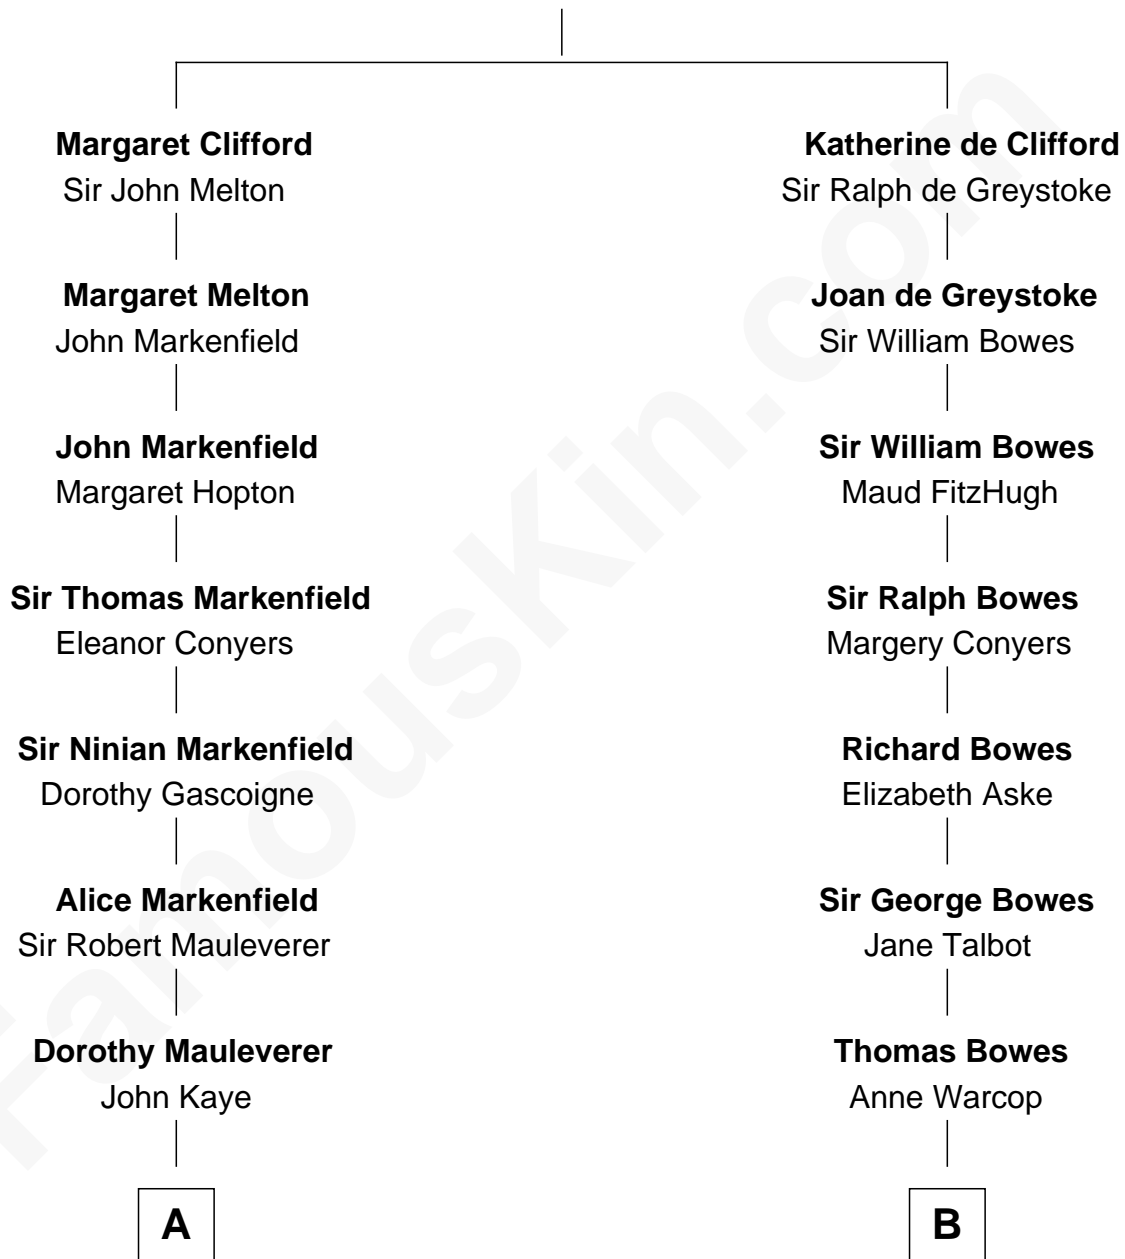 Margaret Clifford
Sir John Melton
Margaret Melton
John Markenfield
John Markenfield
Margaret Hopton
Sir Thomas Markenfield
Eleanor Conyers
Sir Ninian Markenfield
Dorothy Gascoigne
Alice Markenfield
Sir Robert Mauleverer
Dorothy Mauleverer
John Kaye
A
Katherine de Clifford
Sir Ralph de Greystoke
Joan de Greystoke
Sir William Bowes
Sir William Bowes
Maud FitzHugh
Sir Ralph Bowes
Margery Conyers
Richard Bowes
Elizabeth Aske
Sir George Bowes
Jane Talbot
Thomas Bowes
Anne Warcop
B
FamousKin.com